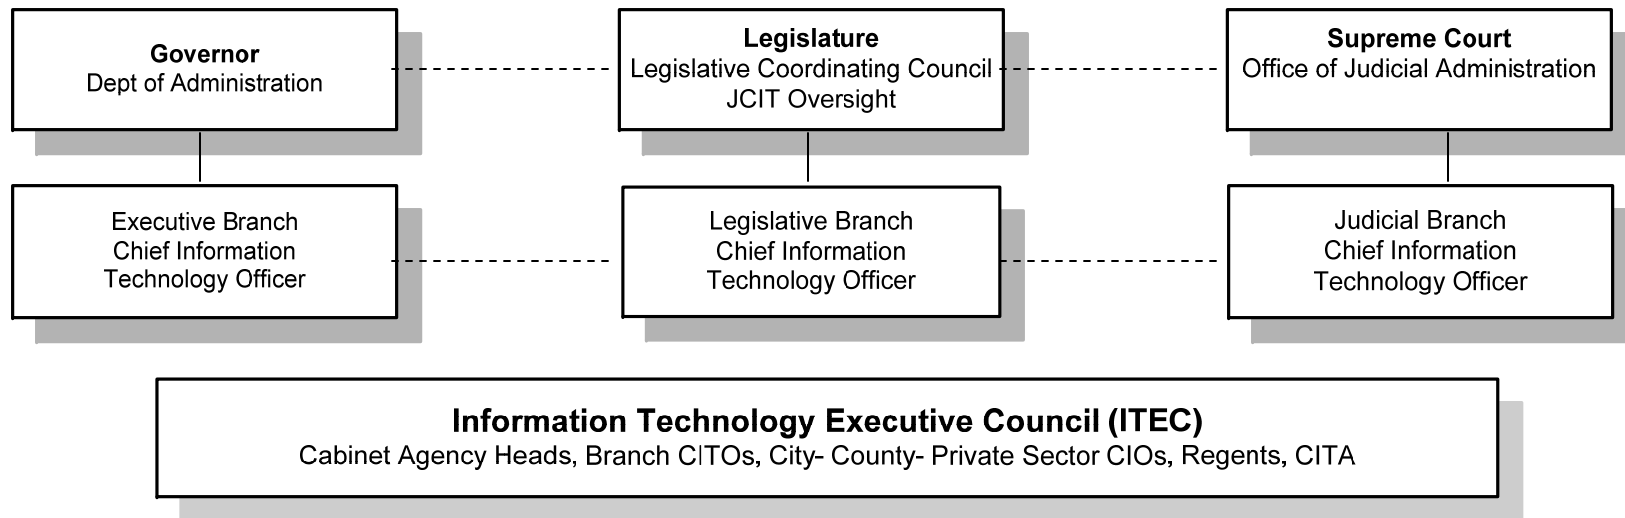 Governor
Dept of Administration
Legislature
Legislative Coordinating Council
JCIT Oversight
Supreme Court
Office of Judicial Administration
Executive Branch
Chief Information
Technology Officer
Legislative Branch
Chief Information
Technology Officer
Judicial Branch
Chief Information
Technology Officer
Information Technology Executive Council (ITEC)
Cabinet Agency Heads, Branch CITOs, City- County- Private Sector CIOs, Regents, CITA